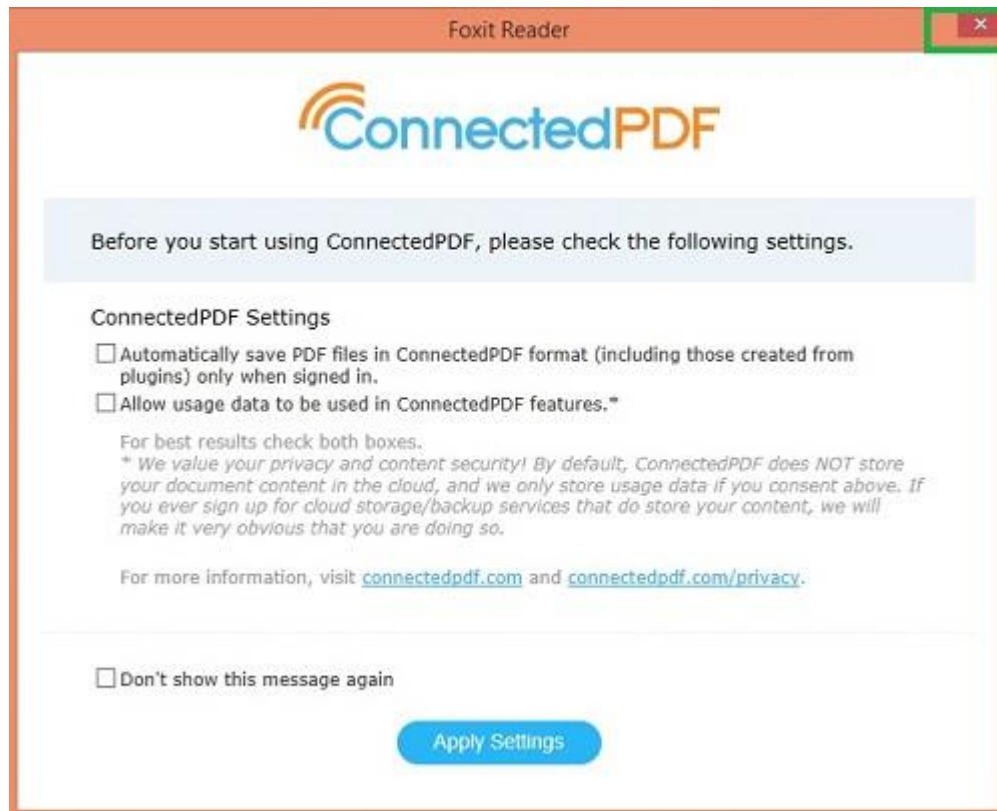 Foxit Reader
ConnectedPDF
Before you start using ConnectedPDF, please check the following settings.
ConnectedPDF Settings
Automatically save PDF files in ConnectedPDF format (including those created from
plugins) only when signed in.
Allow usage data to be used in ConnectedPDF features.*
For best results check both boxes.
* We value your privacy and content security! By default, ConnectedPDF does NOT store
your document content in the cloud, and we only store usage data if you consent above. If
you ever sign up for cloud storage/backup services that do store your content, we will
make it very obvious that you are doing so.
For more information, visit connectedpdf.com and connectedpdf.com/privacy.
Don't show this message again
Apply Settings